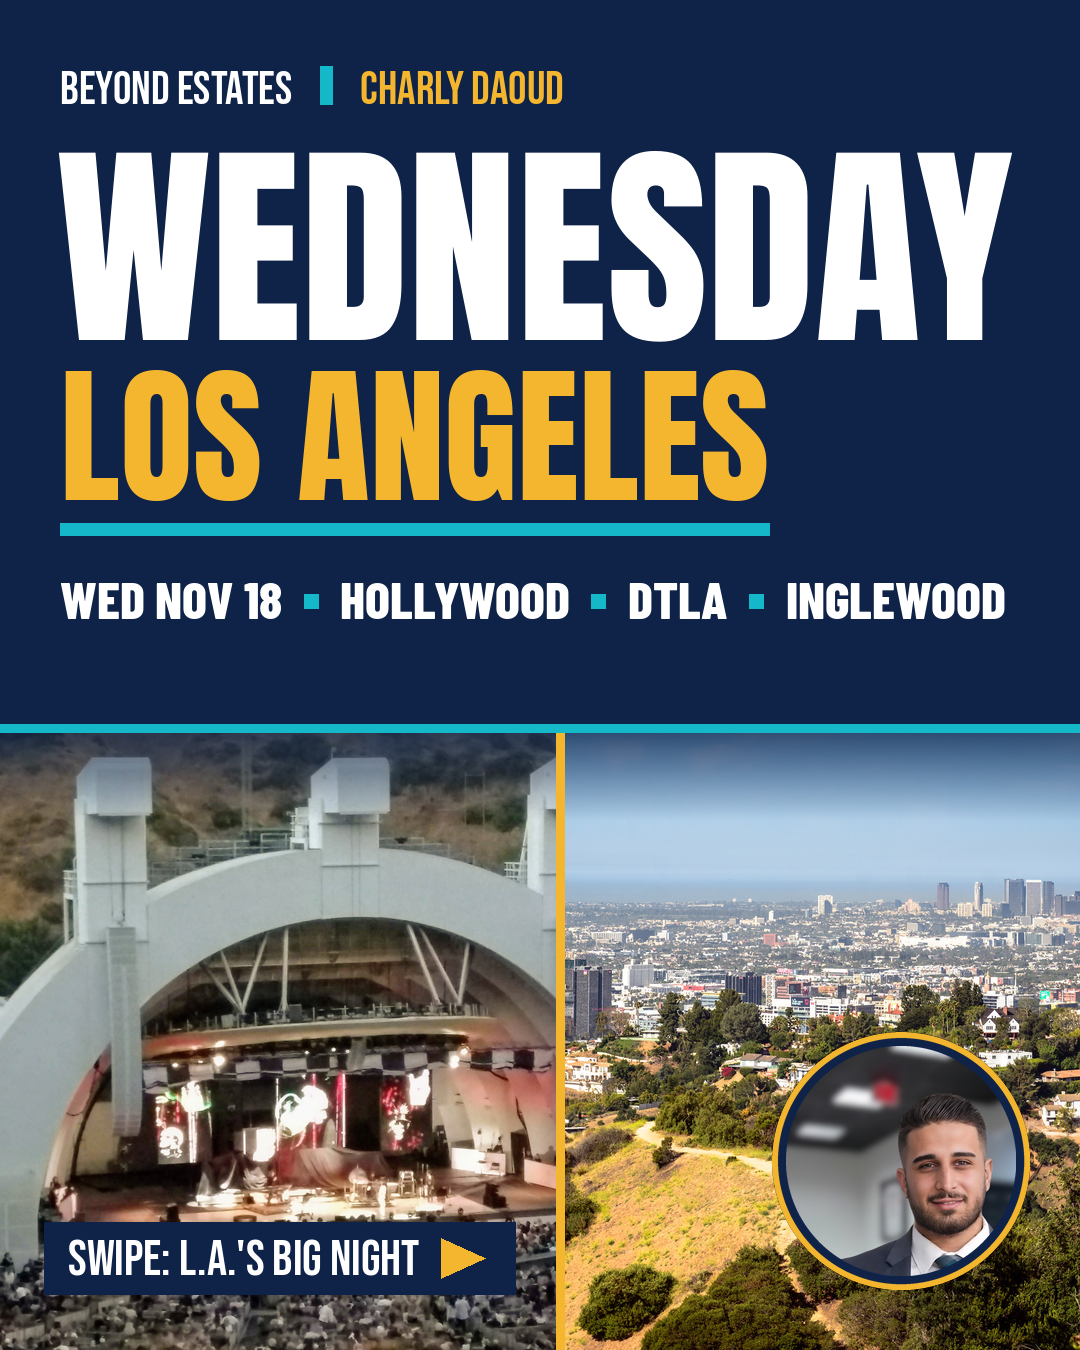 BEYOND ESTATES CHARLY DAOUD
WEDNESDAY
LOS ANGELES
WED NOV 18 ▪ HOLLYWOOD ▪ DTLA ▪ INGLEWOOD
SWIPE: L.A.'S BIG NIGHT